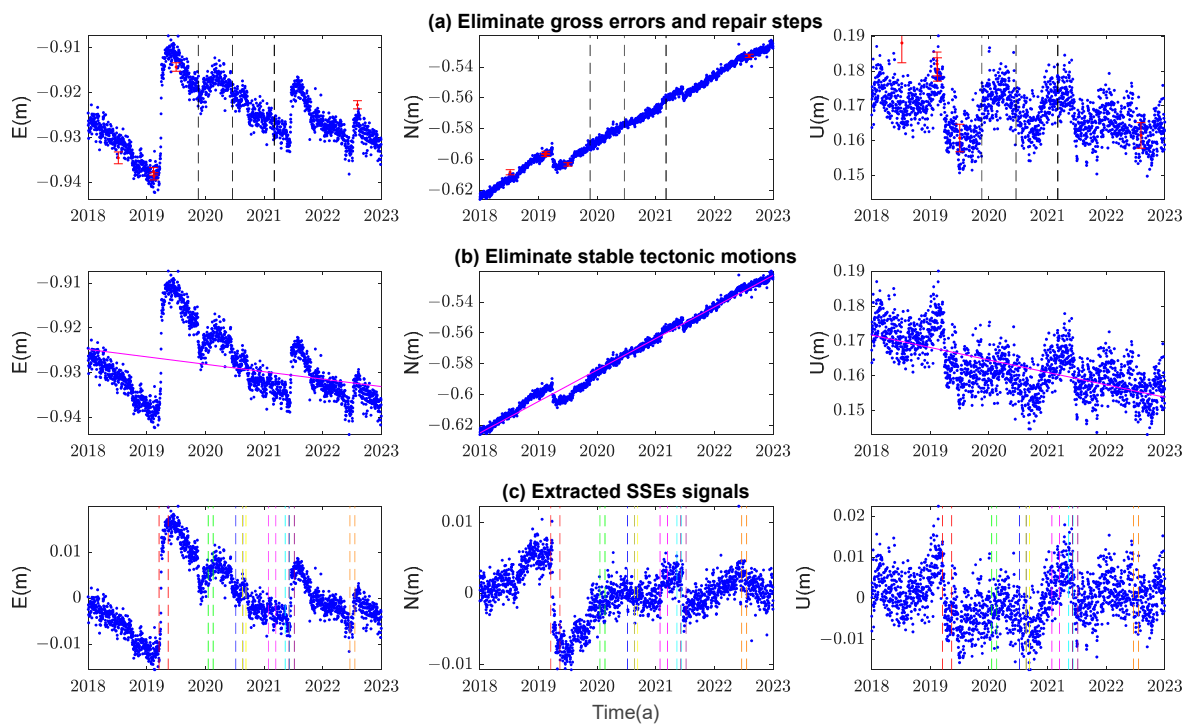 (a) Eliminate gross errors and repair steps
E(m)
−0.91
−0.92
−0.93
−0.94
2018 2019 2020 2021 2022 2023
N(m)
−0.54
−0.56
−0.58
−0.6
−0.62
2018 2019 2020 2021 2022 2023
U(m)
0.19
0.18
0.17
0.16
0.15
2018 2019 2020 2021 2022 2023
(b) Eliminate stable tectonic motions
E(m)
−0.91
−0.92
−0.93
−0.94
2018 2019 2020 2021 2022 2023
N(m)
−0.54
−0.56
−0.58
−0.6
−0.62
2018 2019 2020 2021 2022 2023
U(m)
0.19
0.18
0.17
0.16
0.15
2018 2019 2020 2021 2022 2023
(c) Extracted SSEs signals
E(m)
0.01
0
−0.01
2018 2019 2020 2021 2022 2023
N(m)
0.01
0
−0.01
2018 2019 2020 2021 2022 2023
U(m)
0.02
0.01
0
−0.01
2018 2019 2020 2021 2022 2023
Time(a)